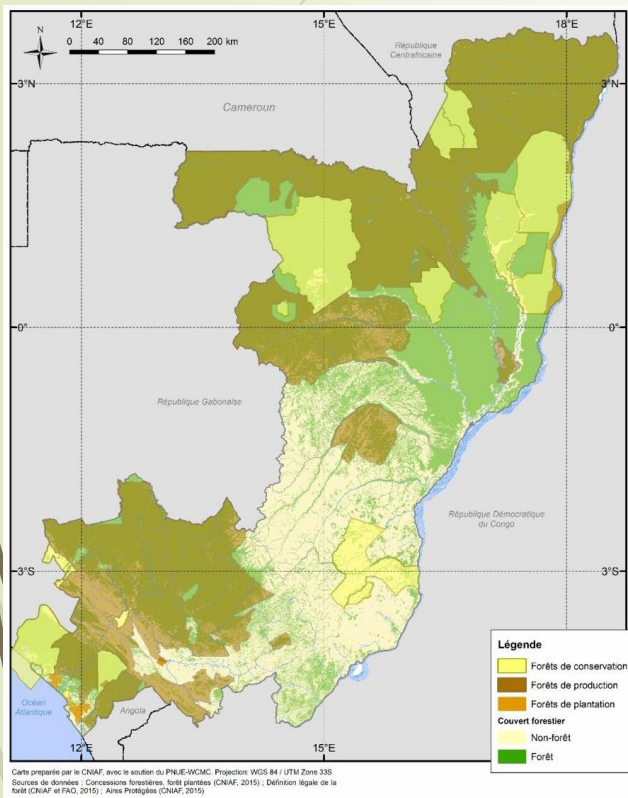 12°E 15°E 18°E
N
0 40 80 120 160 200 km
République
Centrafricaine
3°N 3°N
Cameroun
0° 0°
République Gabonaise
République Démocratique
du Congo
3°S 3°S
Océan
Atlantique
Angola
12°E 15°E
Légende
Forêts de conservation
Forêts de production
Forêts de plantation
Couvert forestier
Non-forêt
Forêt
Carte preparée par le CNIAF, avec le soutien du PNUE-WCMC. Projection: WGS 84 / UTM Zone 33S
Sources de données : Concessions forestières, forêt plantées (CNIAF, 2015) ; Définition légale de la
forêt (CNIAF et FAO, 2015) ; Aires Protégées (CNIAF, 2015)